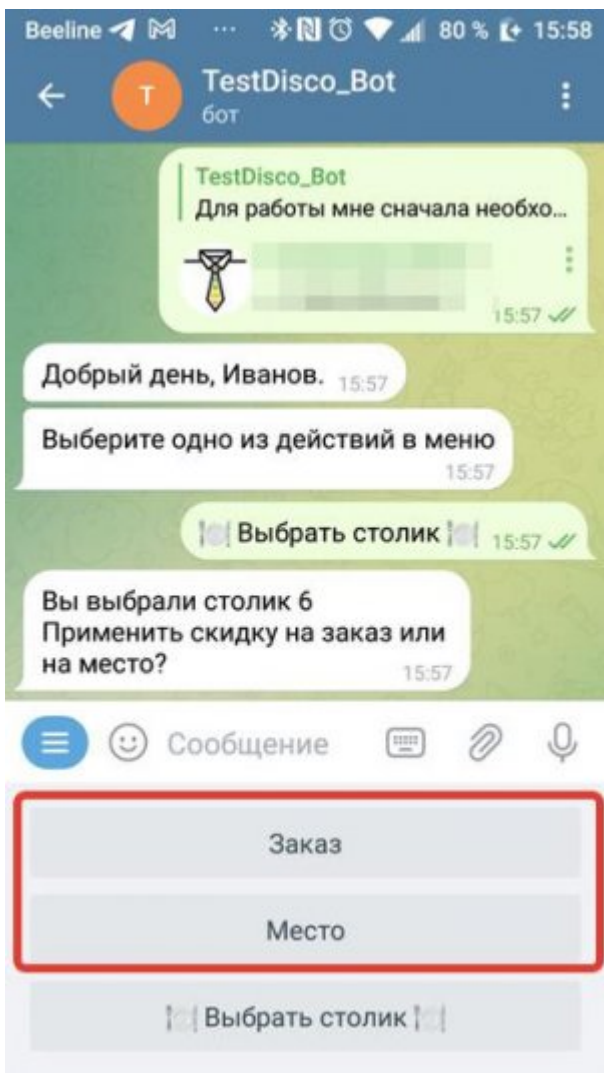 Beeline ... 80 % 15:58
TestDisco_Bot
бот
T
TestDisco_Bot
Для работы мне сначала необхо...
15:57
Добрый день, Иванов. 15:57
Выберите одно из действий в меню
15:57
Выбрать столик 15:57
Вы выбрали столик 6
Применить скидку на заказ или
на место? 15:57
Сообщение
Заказ
Место
Выбрать столик